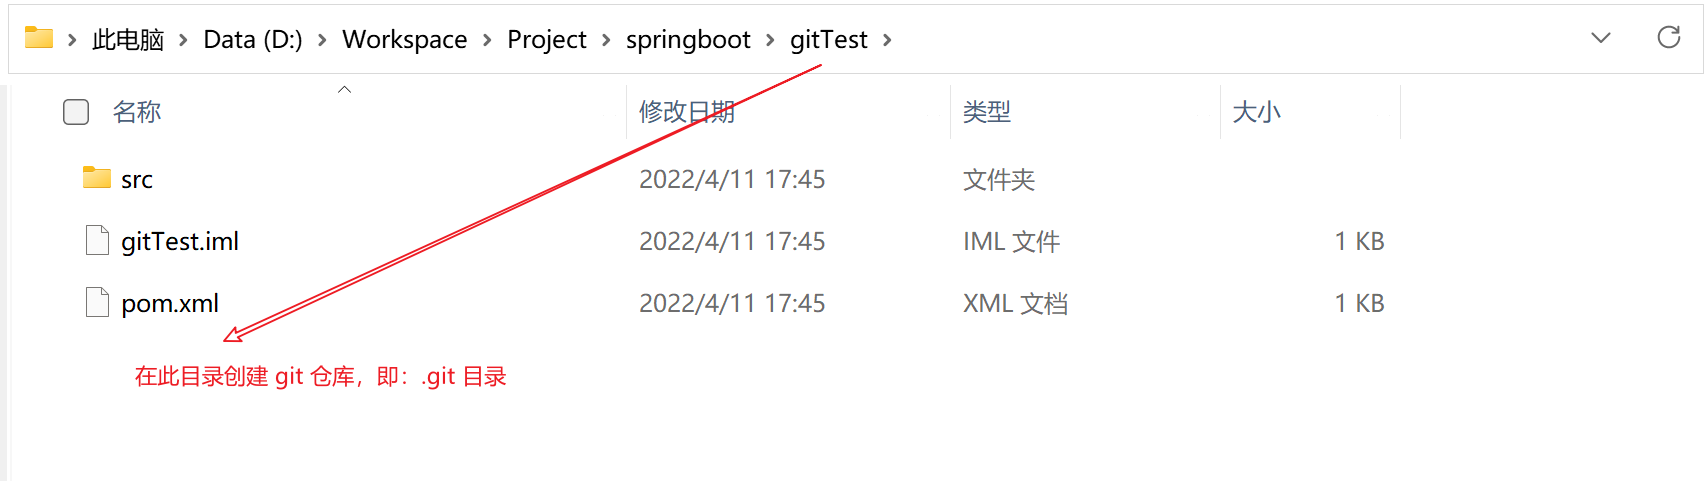 此电脑 > Data (D:) > Workspace > Project > springboot > gitTest >
名称 修改日期 类型 大小
src 2022/4/11 17:45 文件夹
gitTest.iml 2022/4/11 17:45 IML 文件 1 KB
pom.xml 2022/4/11 17:45 XML 文档 1 KB
在此目录创建 git 仓库，即：.git 目录